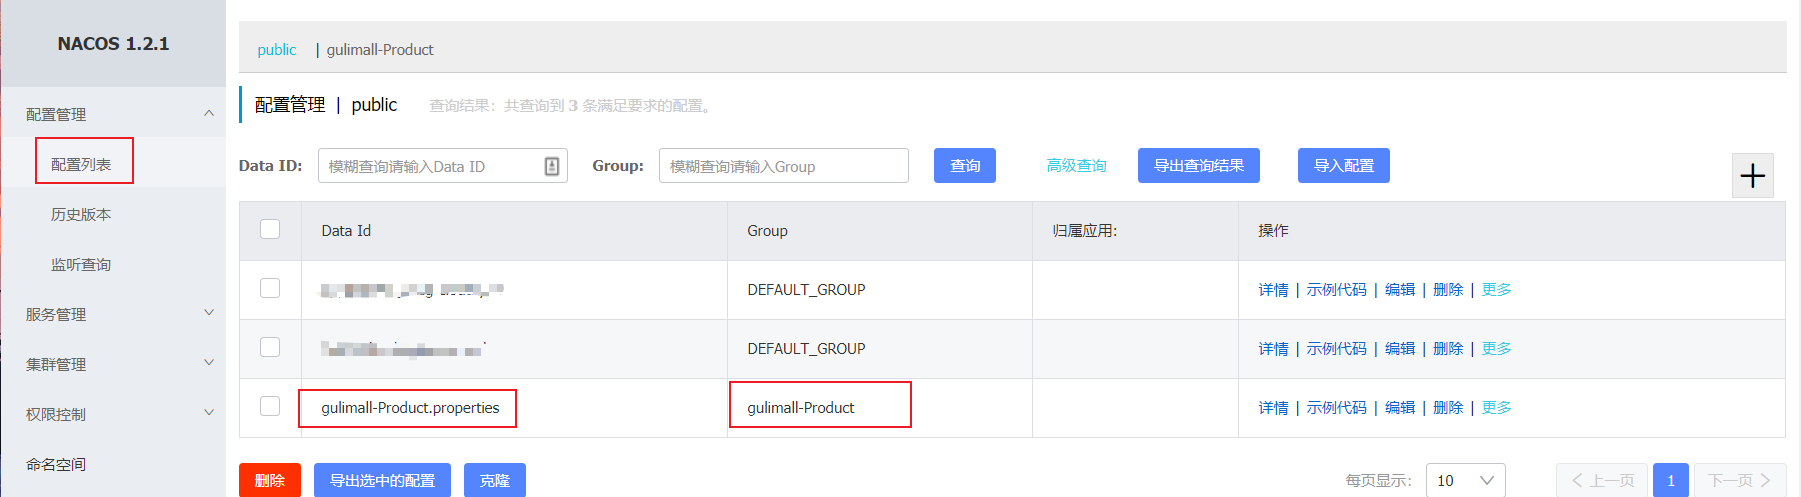 NACOS 1.2.1
配置管理
配置列表
历史版本
监听查询
服务管理
集群管理
权限控制
命名空间
public | gulimall-Product
配置管理 | public 查询结果：共查询到 3 条满足要求的配置。
Data ID: 模糊查询请输入Data ID Group: 模糊查询请输入Group 查询 高级查询 导出查询结果 导入配置
Data Id Group 归属应用: 操作
DEFAULT_GROUP 详情 | 示例代码 | 编辑 | 删除 | 更多
DEFAULT_GROUP 详情 | 示例代码 | 编辑 | 删除 | 更多
gulimall-Product.properties gulimall-Product 详情 | 示例代码 | 编辑 | 删除 | 更多
删除 导出选中的配置 克隆 每页显示: 10 上一页 1 下一页